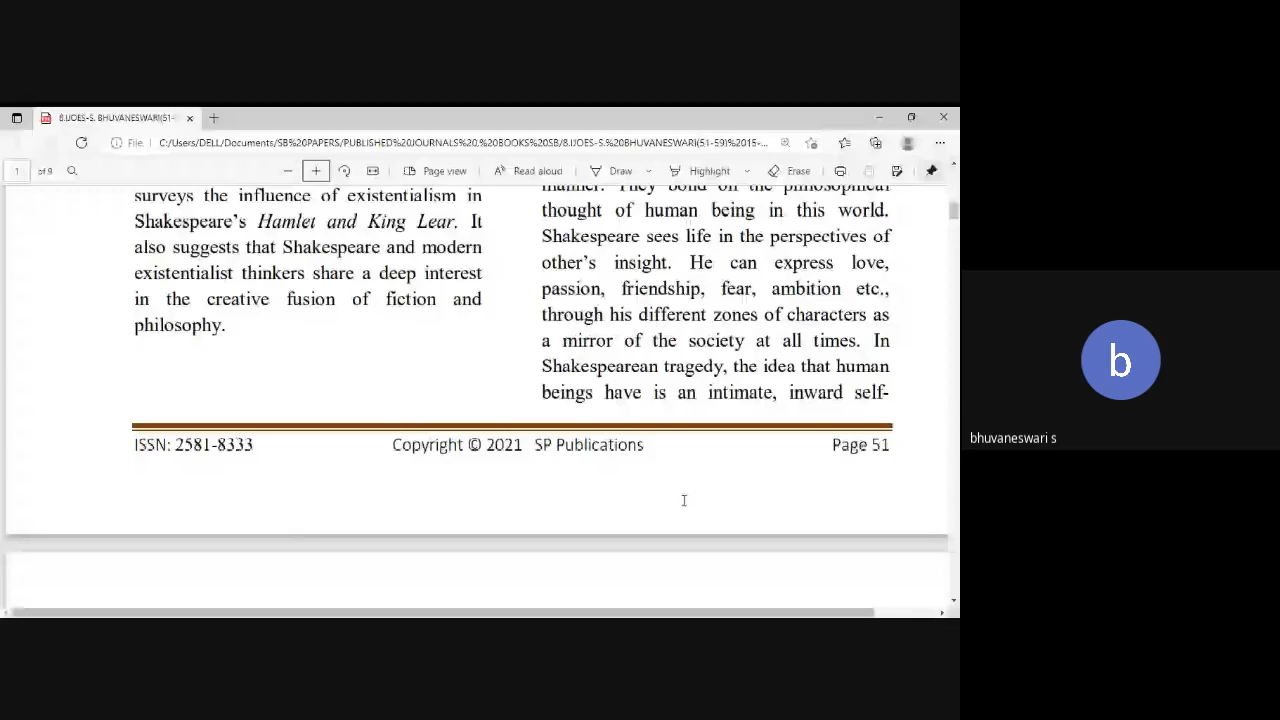 8.IJOES-S. BHUVANESWARI(51-
File
C:/Users/DELL/Documents/SB%20PAPERS/PUBLISHED%20JOURNALS%20,%20BOOKS%20SB/8.IJOES-S.%20BHUVANESWARI(51-59)%2015-...
1 of 9
Page view
Read aloud
Draw
Highlight
Erase
surveys the influence of existentialism in
Shakespeare's Hamlet and King Lear. It
also suggests that Shakespeare and modern
existentialist thinkers share a deep interest
in the creative fusion of fiction and
philosophy.
manner. They bond on the philosophical
thought of human being in this world.
Shakespeare sees life in the perspectives of
other's insight. He can express love,
passion, friendship, fear, ambition etc.,
through his different zones of characters as
a mirror of the society at all times. In
Shakespearean tragedy, the idea that human
beings have is an intimate, inward self-
ISSN: 2581-8333 Copyright © 2021 SP Publications Page 51
b
bhuvaneswari s